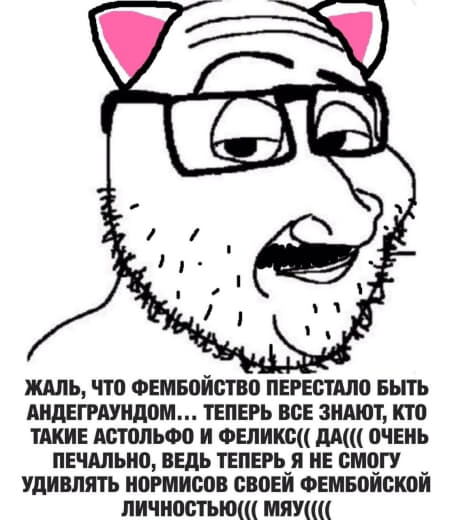 ЖАЛЬ, ЧТО ФЕМБОЙСТВО ПЕРЕСТАЛО БЫТЬ
АНДЕГРАУНДОМ... ТЕПЕРЬ ВСЕ ЗНАЮТ, КТО
ТАКИЕ АСТОЛЬФО И ФЕЛИКС(( ДА((( ОЧЕНЬ
ПЕЧАЛЬНО, ВЕДЬ ТЕПЕРЬ Я НЕ СМОГУ
УДИВЛЯТЬ НОРМИСОВ СВОЕЙ ФЕМБОЙСКОЙ
ЛИЧНОСТЬЮ((( МЯУ((((